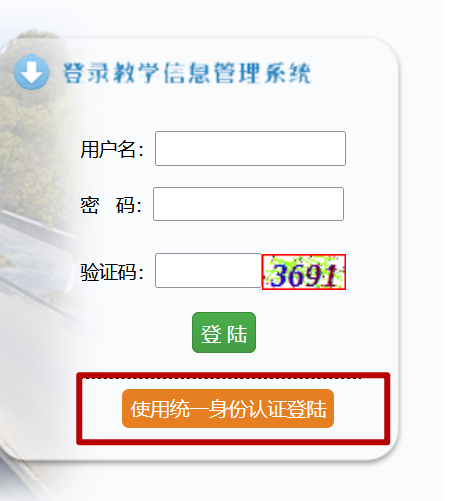 登录教学信息管理系统
用户名：
密 码：
验证码： 3691
登 陆
使用统一身份认证登陆